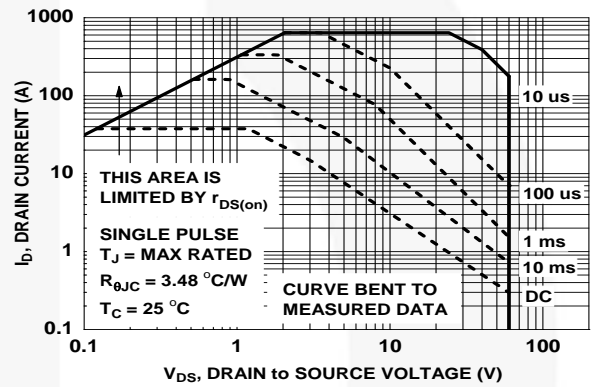 1000
100
10
1
0.1
I_D, DRAIN CURRENT (A)
THIS AREA IS
LIMITED BY r_DS(on)
SINGLE PULSE
T_J = MAX RATED
R_θJC = 3.48 °C/W
T_C = 25 °C
CURVE BENT TO
MEASURED DATA
10 us
100 us
1 ms
10 ms
DC
0.1 1 10 100
V_DS, DRAIN to SOURCE VOLTAGE (V)